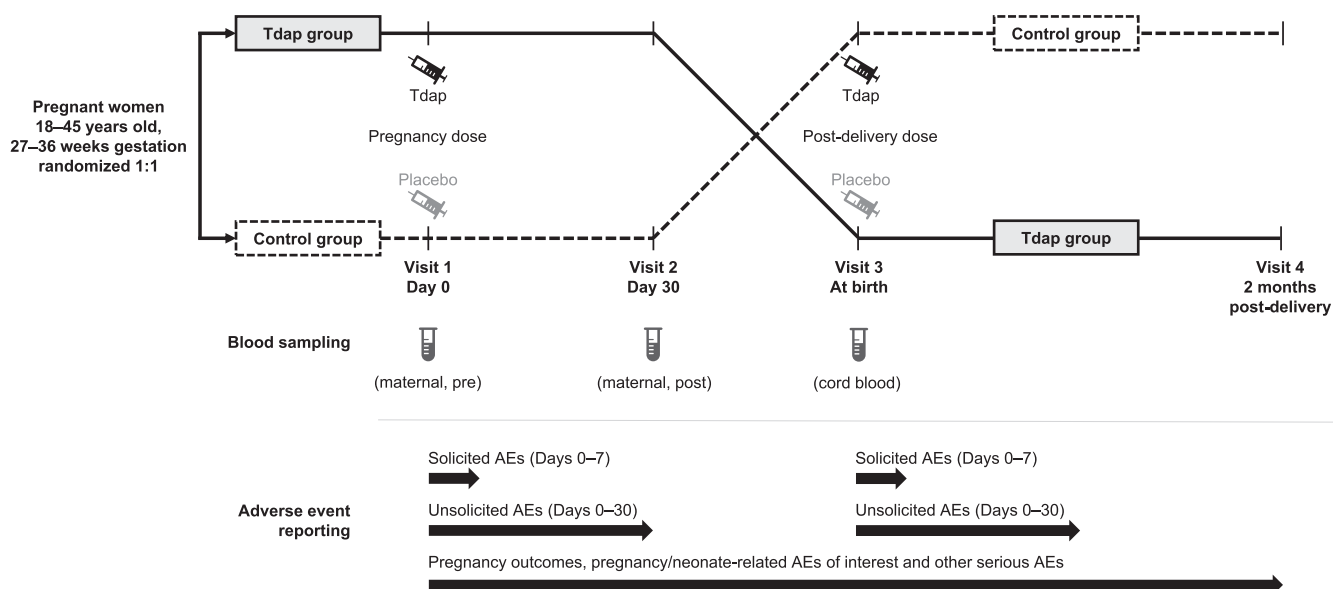 Tdap group
Control group
Tdap
Tdap
Pregnant women
18–45 years old,
27–36 weeks gestation
randomized 1:1
Pregnancy dose
Post-delivery dose
Placebo
Placebo
Control group
Tdap group
Visit 1
Day 0
Visit 2
Day 30
Visit 3
At birth
Visit 4
2 months
post-delivery
Blood sampling
(maternal, pre)
(maternal, post)
(cord blood)
Solicited AEs (Days 0–7)
Solicited AEs (Days 0–7)
Adverse event
reporting
Unsolicited AEs (Days 0–30)
Unsolicited AEs (Days 0–30)
Pregnancy outcomes, pregnancy/neonate-related AEs of interest and other serious AEs